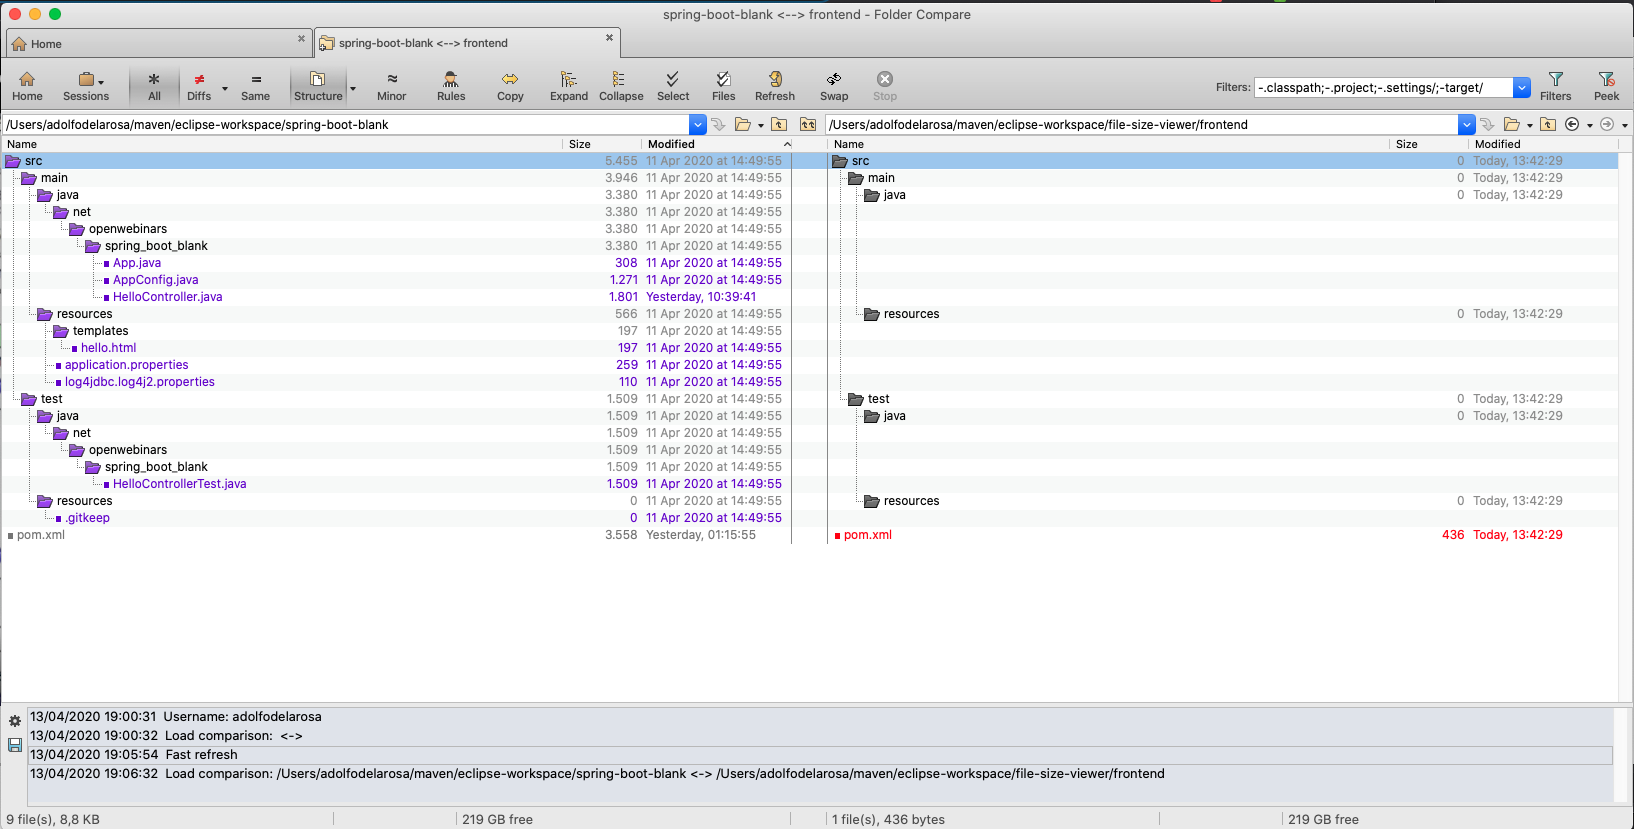 spring-boot-blank <--> frontend - Folder Compare
Home spring-boot-blank <--> frontend
Home Sessions All Diffs Same Structure Minor Rules Copy Expand Collapse Select Files Refresh Swap Stop Filters: -.classpath;-.project;-.settings/;-target/ Filters Peek
/Users/adolfodelarosa/maven/eclipse-workspace/spring-boot-blank /Users/adolfodelarosa/maven/eclipse-workspace/file-size-viewer/frontend
Name Size Modified Name Size Modified
src 5.455 11 Apr 2020 at 14:49:55 src 0 Today, 13:42:29
main 3.946 11 Apr 2020 at 14:49:55 main 0 Today, 13:42:29
java 3.380 11 Apr 2020 at 14:49:55 java 0 Today, 13:42:29
net 3.380 11 Apr 2020 at 14:49:55
openwebinars 3.380 11 Apr 2020 at 14:49:55
spring_boot_blank 3.380 11 Apr 2020 at 14:49:55
App.java 308 11 Apr 2020 at 14:49:55
AppConfig.java 1.271 11 Apr 2020 at 14:49:55
HelloController.java 1.801 Yesterday, 10:39:41
resources 566 11 Apr 2020 at 14:49:55 resources 0 Today, 13:42:29
templates 197 11 Apr 2020 at 14:49:55
hello.html 197 11 Apr 2020 at 14:49:55
application.properties 259 11 Apr 2020 at 14:49:55
log4jdbc.log4j2.properties 110 11 Apr 2020 at 14:49:55
test 1.509 11 Apr 2020 at 14:49:55 test 0 Today, 13:42:29
java 1.509 11 Apr 2020 at 14:49:55 java 0 Today, 13:42:29
net 1.509 11 Apr 2020 at 14:49:55
openwebinars 1.509 11 Apr 2020 at 14:49:55
spring_boot_blank 1.509 11 Apr 2020 at 14:49:55
HelloControllerTest.java 1.509 11 Apr 2020 at 14:49:55
resources 0 11 Apr 2020 at 14:49:55 resources 0 Today, 13:42:29
.gitkeep 0 11 Apr 2020 at 14:49:55
pom.xml 3.558 Yesterday, 01:15:55 pom.xml 436 Today, 13:42:29
13/04/2020 19:00:31 Username: adolfodelarosa
13/04/2020 19:00:32 Load comparison: <->
13/04/2020 19:05:54 Fast refresh
13/04/2020 19:06:32 Load comparison: /Users/adolfodelarosa/maven/eclipse-workspace/spring-boot-blank <-> /Users/adolfodelarosa/maven/eclipse-workspace/file-size-viewer/frontend
9 file(s), 8,8 KB 219 GB free 1 file(s), 436 bytes 219 GB free